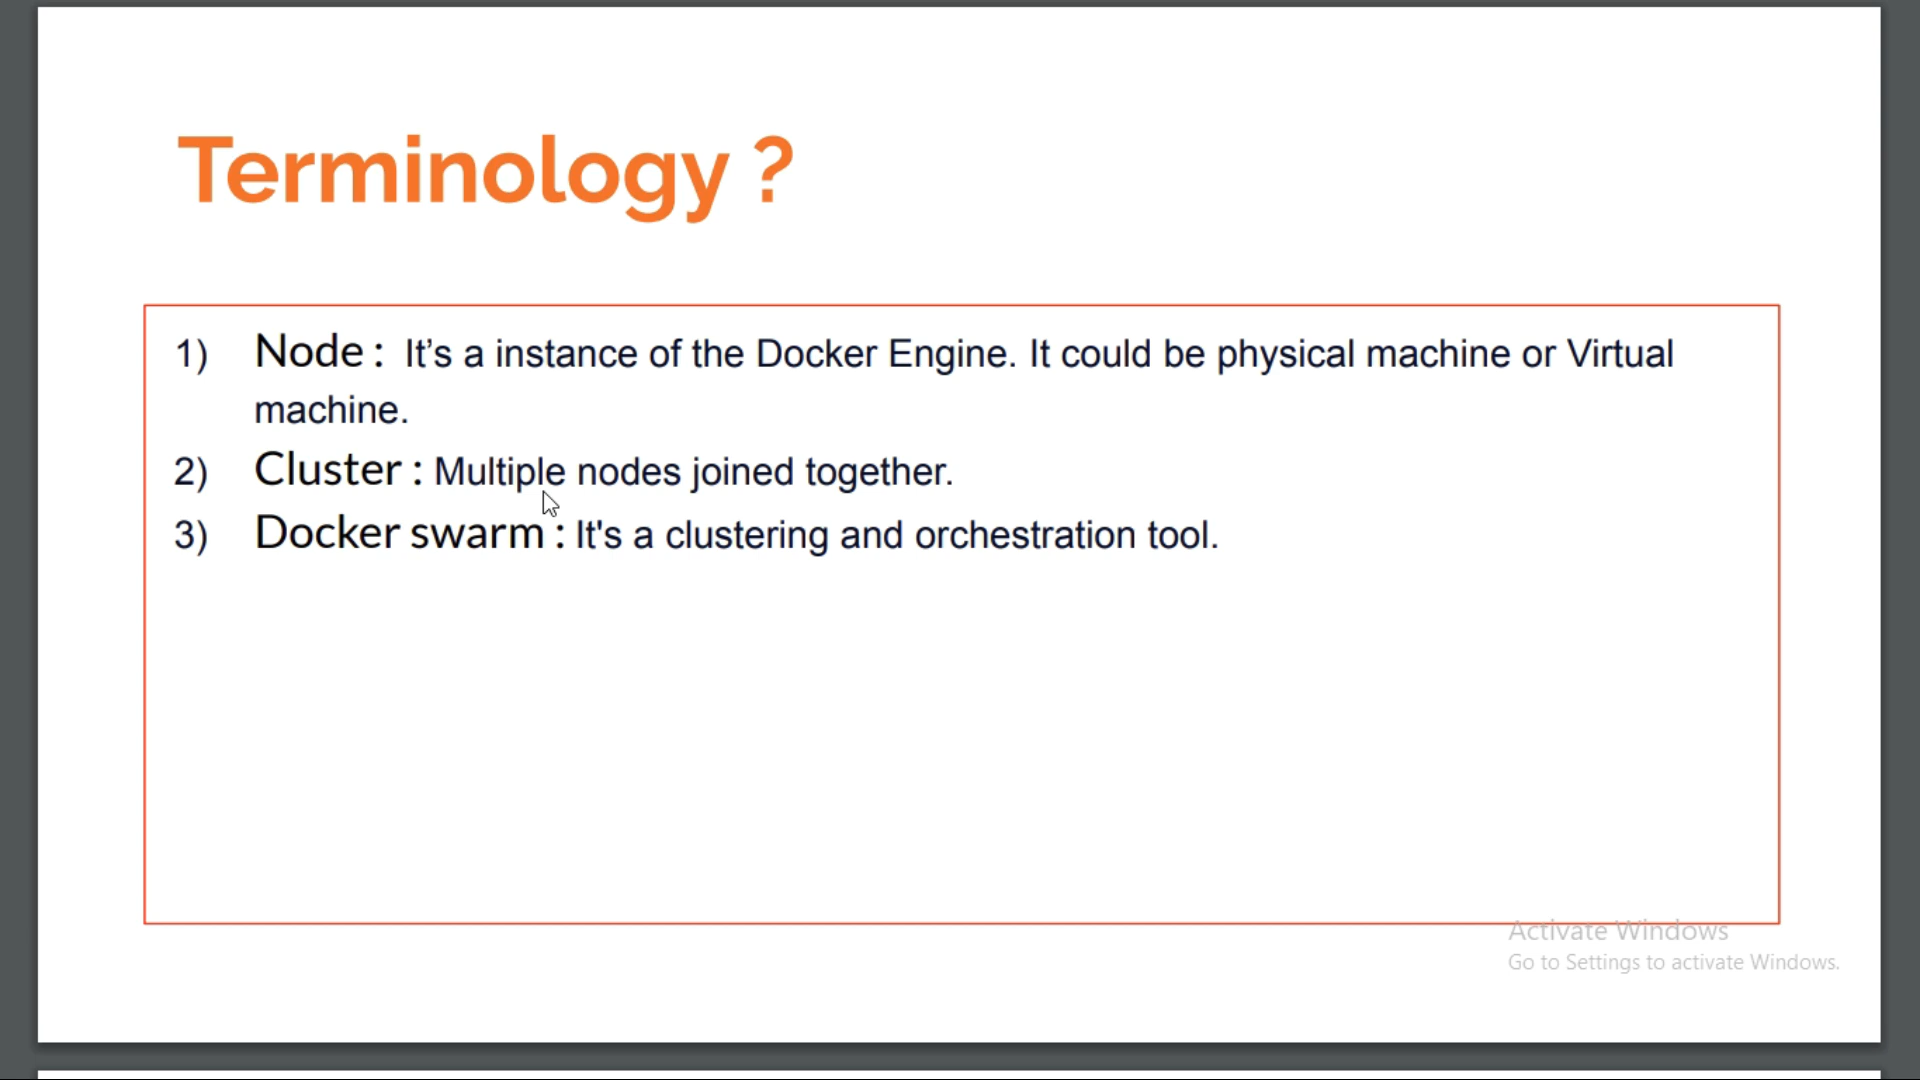 Terminology ?
1) Node : It’s a instance of the Docker Engine. It could be physical machine or Virtual
machine.
2) Cluster : Multiple nodes joined together.
3) Docker swarm : It's a clustering and orchestration tool.
Activate Windows
Go to Settings to activate Windows.